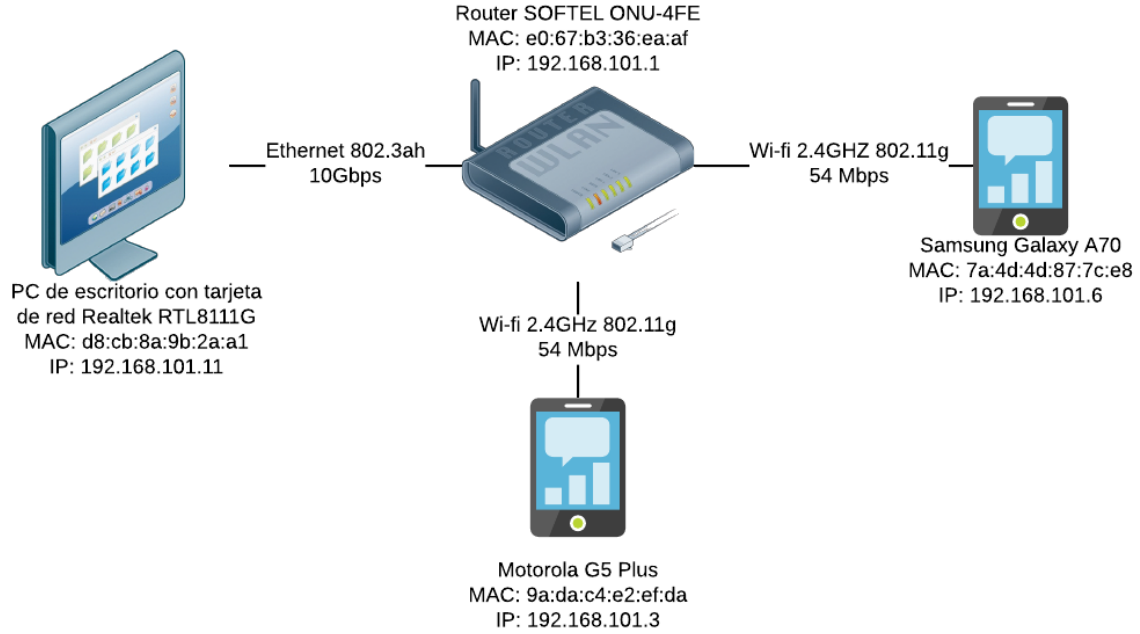 Router SOFTEL ONU-4FE
MAC: e0:67:b3:36:ea:af
IP: 192.168.101.1
ROUTER
WLAN
Ethernet 802.3ah
10Gbps
Wi-fi 2.4GHZ 802.11g
54 Mbps
PC de escritorio con tarjeta
de red Realtek RTL8111G
MAC: d8:cb:8a:9b:2a:a1
IP: 192.168.101.11
Samsung Galaxy A70
MAC: 7a:4d:4d:87:7c:e8
IP: 192.168.101.6
Wi-fi 2.4GHz 802.11g
54 Mbps
Motorola G5 Plus
MAC: 9a:da:c4:e2:ef:da
IP: 192.168.101.3